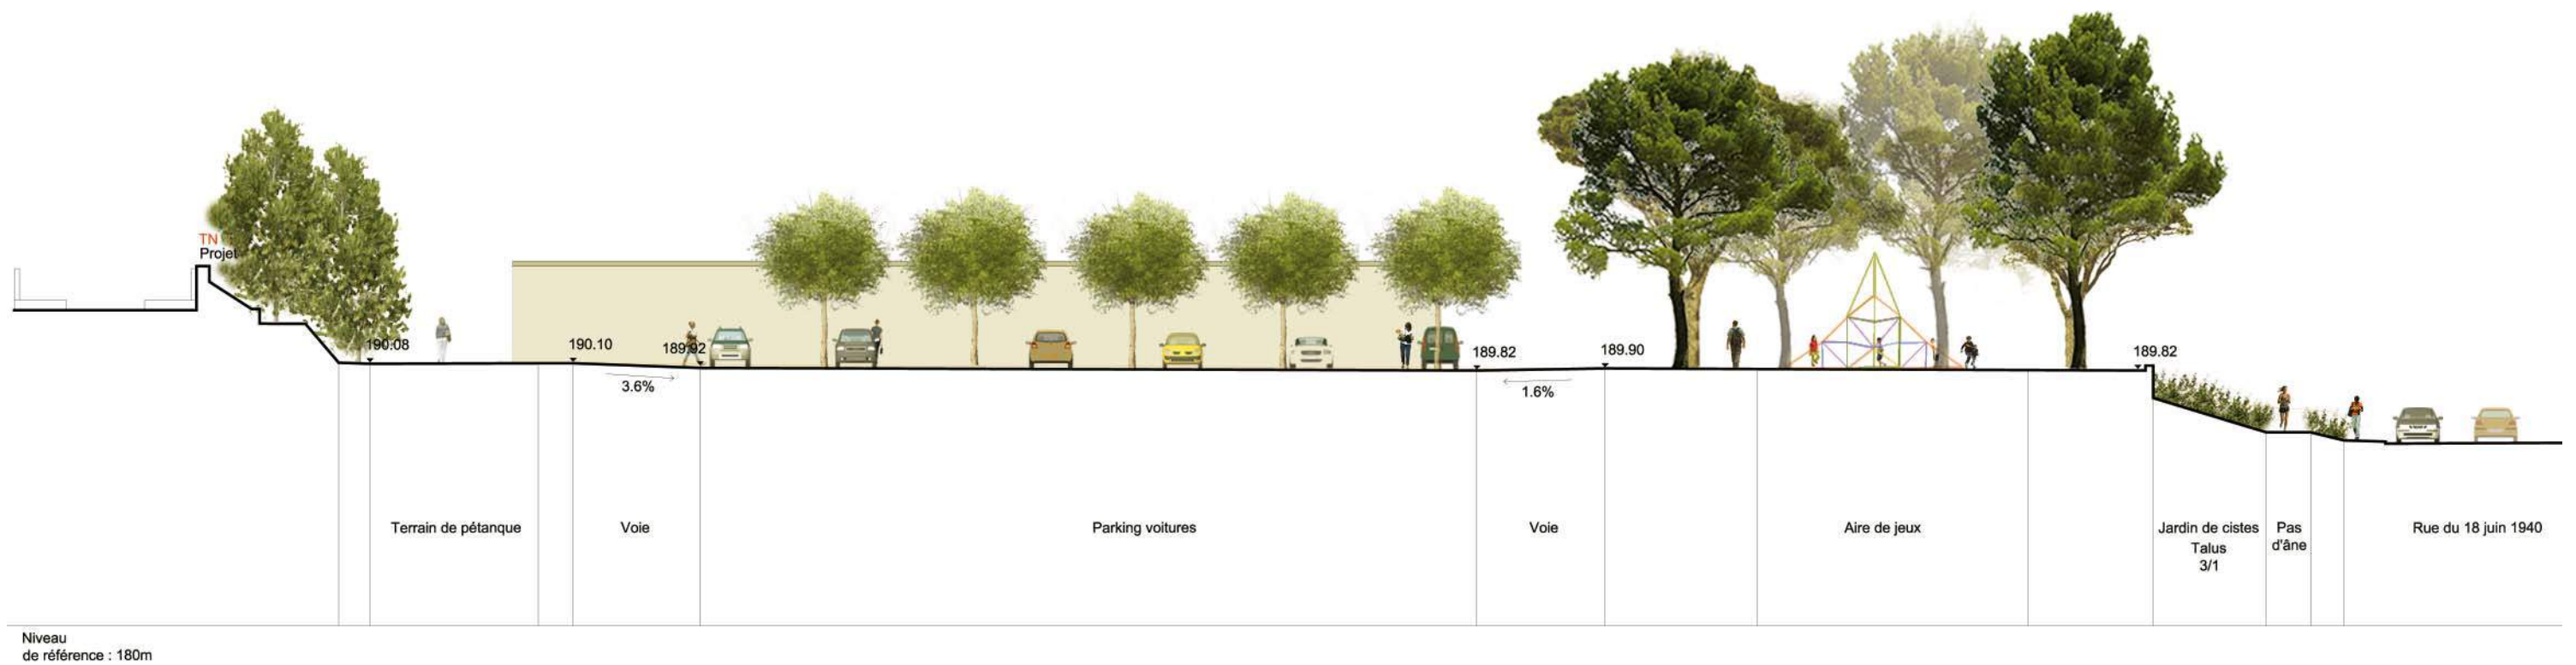 TN
Projet
190.08
190.10
189.92
189.82
189.90
189.82
3.6%
1.6%
Terrain de pétanque
Voie
Parking voitures
Voie
Aire de jeux
Jardin de cistes
Talus
3/1
Pas
d'âne
Rue du 18 juin 1940
Niveau
de référence : 180m